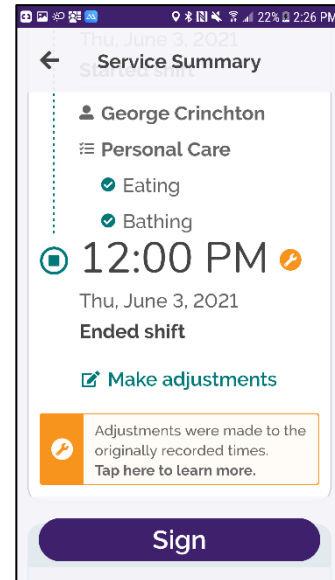 22% 2:26 PM
Thu, June 3, 2021
Service Summary
Started shift
George Crinchton
Personal Care
Eating
Bathing
12:00 PM
Thu, June 3, 2021
Ended shift
Make adjustments
Adjustments were made to the
originally recorded times.
Tap here to learn more.
Sign